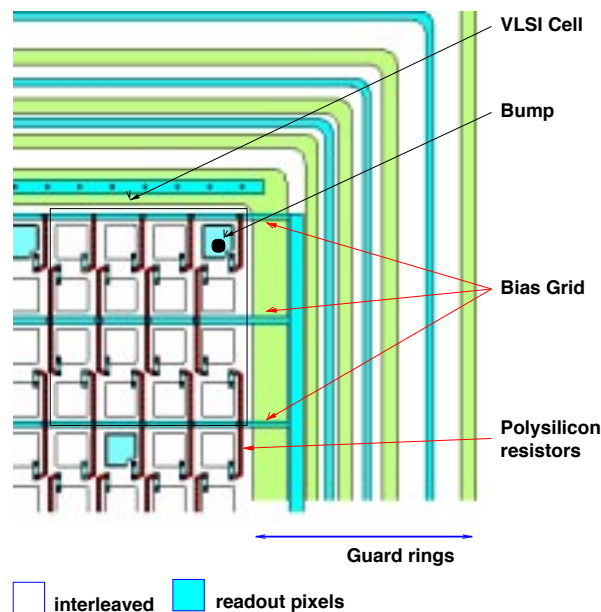 VLSI Cell
Bump
Bias Grid
Polysilicon
resistors
Guard rings
interleaved
readout pixels